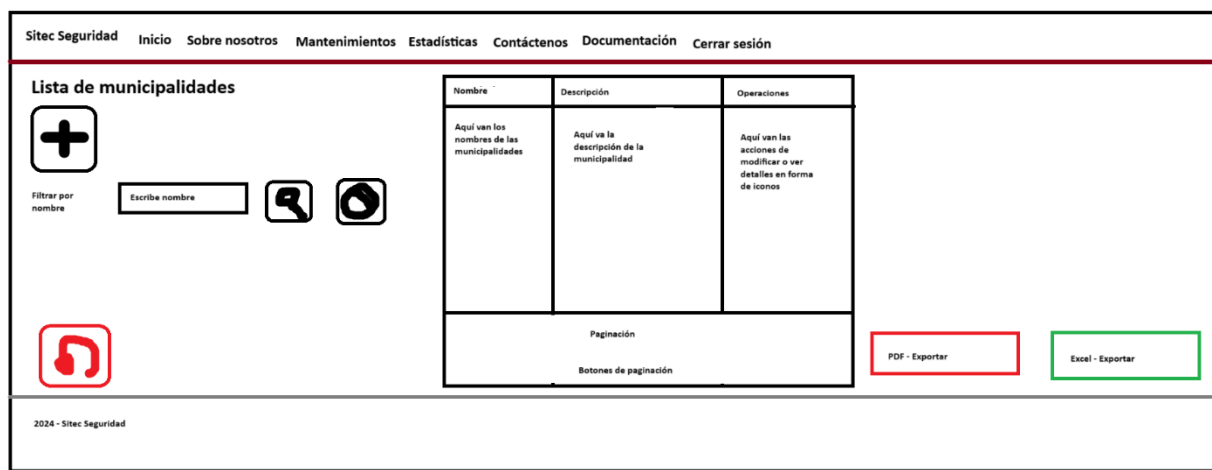 Sitec Seguridad Inicio Sobre nosotros Mantenimientos Estadísticas Contáctenos Documentación Cerrar sesión
Lista de municipalidades
Filtrar por
nombre
Escribe nombre
Nombre Descripción Operaciones
Aquí van los
nombres de las
municipalidades
Aquí va la
descripción de la
municipalidad
Aquí van las
acciones de
modificar o ver
detalles en forma
de iconos
Paginación
Botones de paginación
PDF - Exportar
Excel - Exportar
2024 - Sitec Seguridad